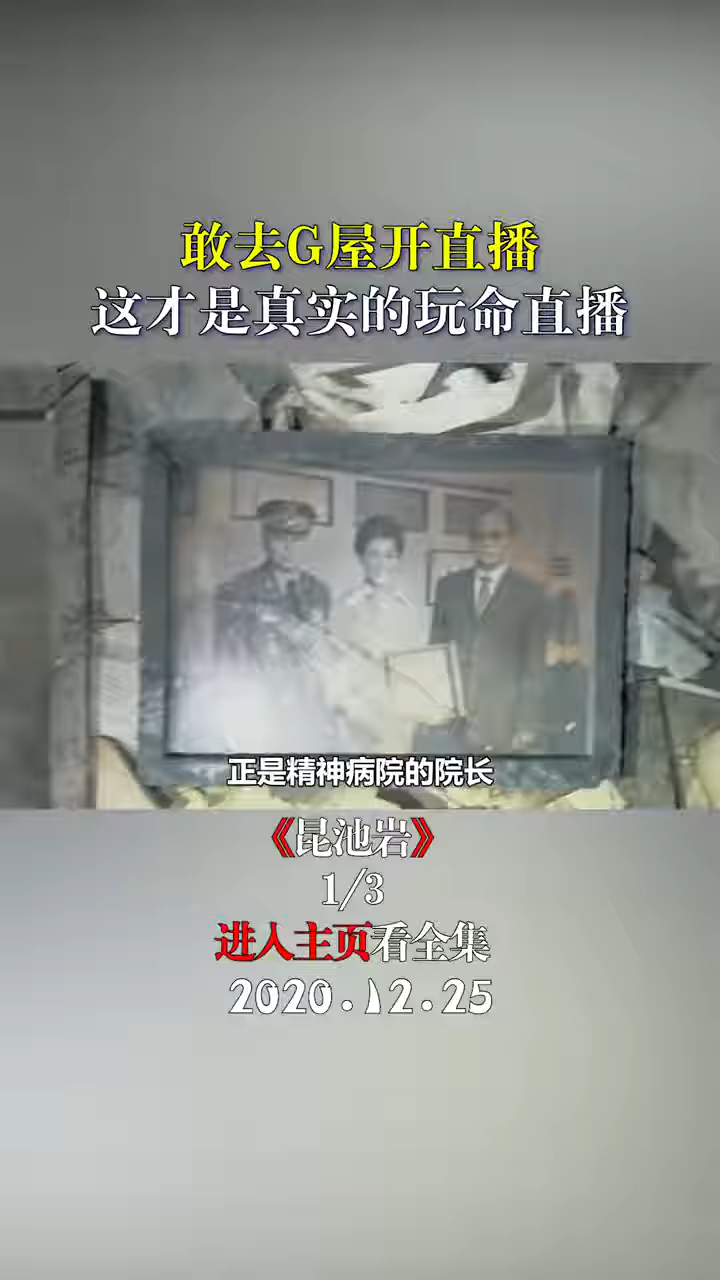 敢去G屋开直播
这才是真实的玩命直播
正是精神病院的院长
《昆池岩》
1/3
进入主页看全集
2020.12.25